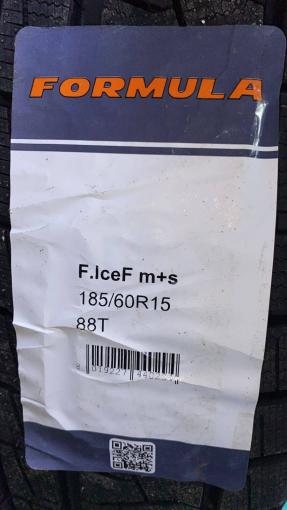 FORMULA
F.IceF m+s
185/60R15
88T